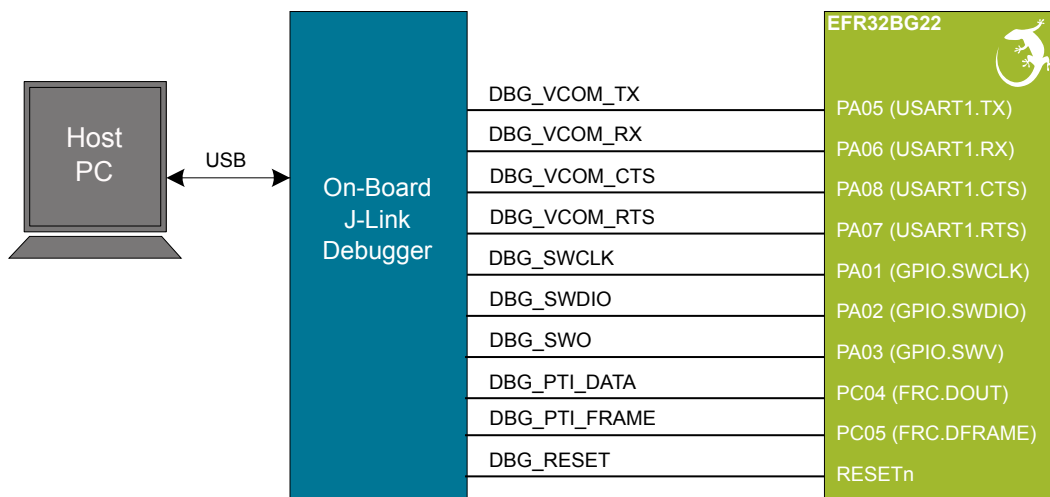 EFR32BG22
Host
PC
USB
On-Board
J-Link
Debugger
DBG_VCOM_TX
PA05 (USART1.TX)
DBG_VCOM_RX
PA06 (USART1.RX)
DBG_VCOM_CTS
PA08 (USART1.CTS)
DBG_VCOM_RTS
PA07 (USART1.RTS)
DBG_SWCLK
PA01 (GPIO.SWCLK)
DBG_SWDIO
PA02 (GPIO.SWDIO)
DBG_SWO
PA03 (GPIO.SWV)
DBG_PTI_DATA
PC04 (FRC.DOUT)
DBG_PTI_FRAME
PC05 (FRC.DFRAME)
DBG_RESET
RESETn